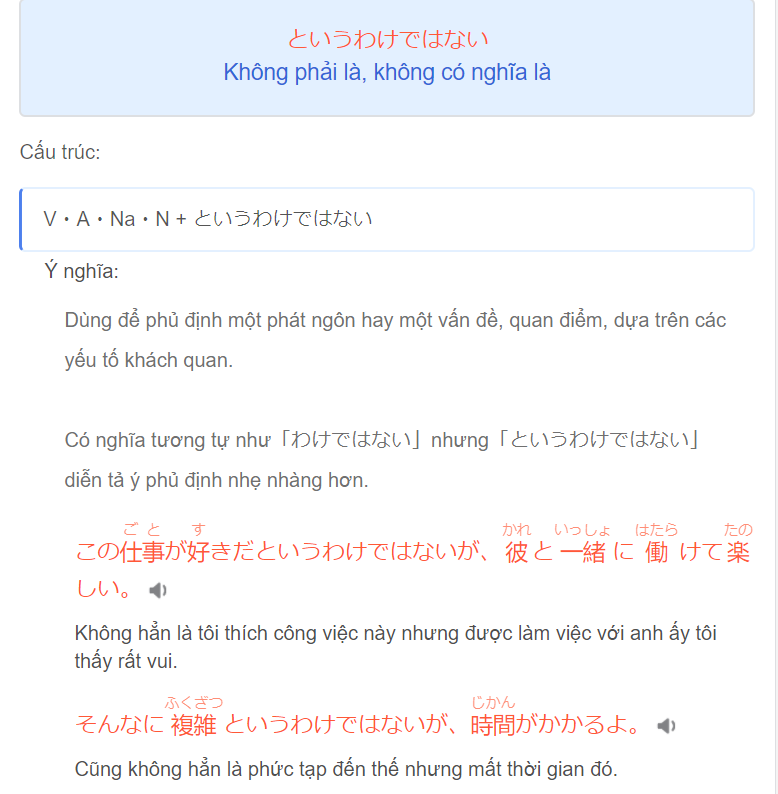 というわけではない
Không phải là, không có nghĩa là
Cấu trúc:
V・A・Na・N + というわけではない
Ý nghĩa:
Dùng để phủ định một phát ngôn hay một vấn đề, quan điểm, dựa trên các
yếu tố khách quan.
Có nghĩa tương tự như「わけではない」nhưng「というわけではない」
diễn tả ý phủ định nhẹ nhàng hơn.
ごと す かれ いっしょ はたら たの
この仕事が好きだというわけではないが、彼と一緒に働けて楽
しい。
Không hẳn là tôi thích công việc này nhưng được làm việc với anh ấy tôi
thấy rất vui.
ふくざつ じかん
そんなに複雑というわけではないが、時間がかかるよ。
Cũng không hẳn là phức tạp đến thế nhưng mất thời gian đó.